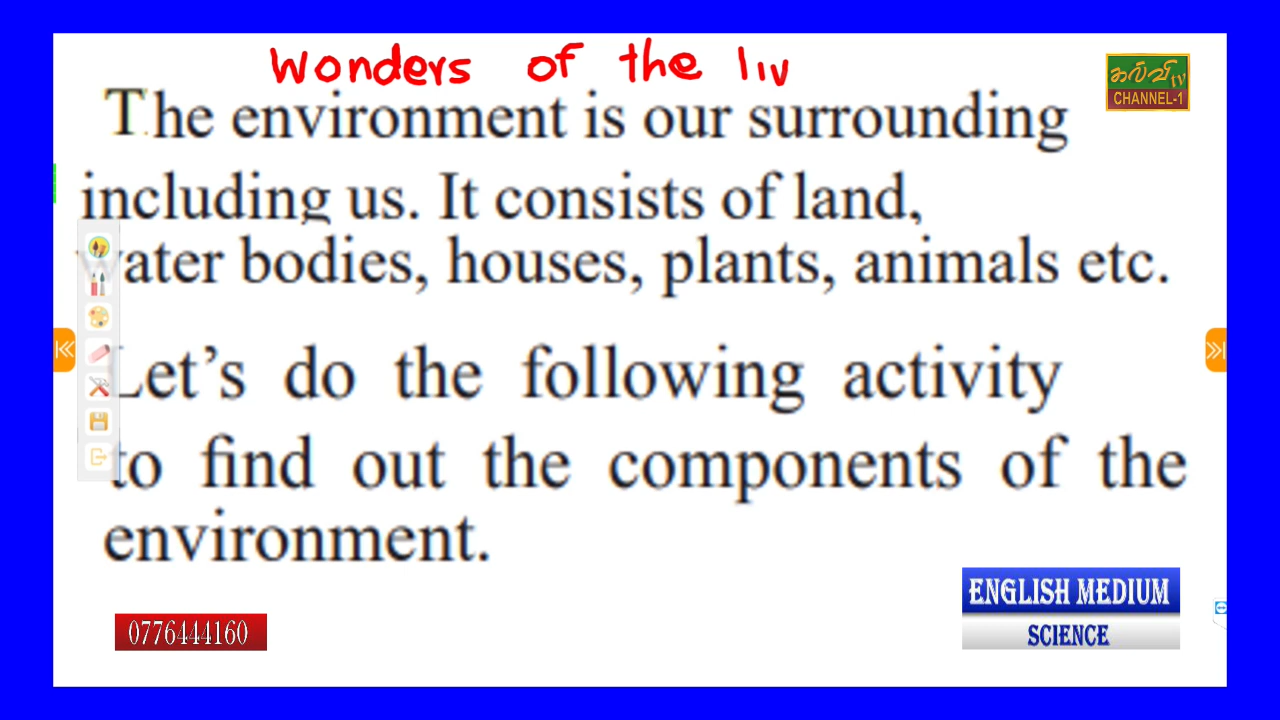 Wonders of the liv
The environment is our surrounding
including us. It consists of land,
water bodies, houses, plants, animals etc.
Let's do the following activity
to find out the components of the
environment.
கல்வி tv
CHANNEL-1
0776444160
ENGLISH MEDIUM
SCIENCE